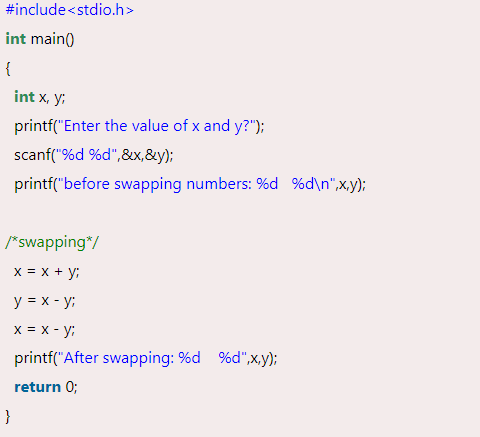 #include<stdio.h>
int main()
{
int x, y;
printf("Enter the value of x and y?");
scanf("%d %d",&x,&y);
printf("before swapping numbers: %d   %d\n",x,y);
/*swapping*/
x = x + y;
y = x - y;
x = x - y;
printf("After swapping: %d    %d",x,y);
return 0;
}